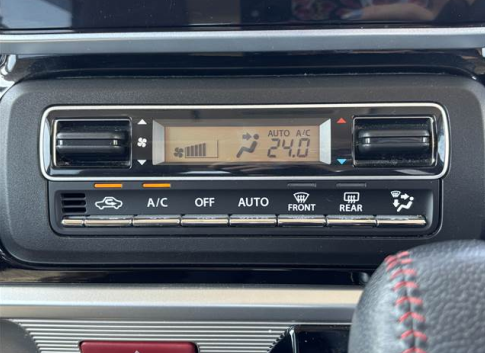 AUTO A/C
24.0
A/C OFF AUTO FRONT REAR